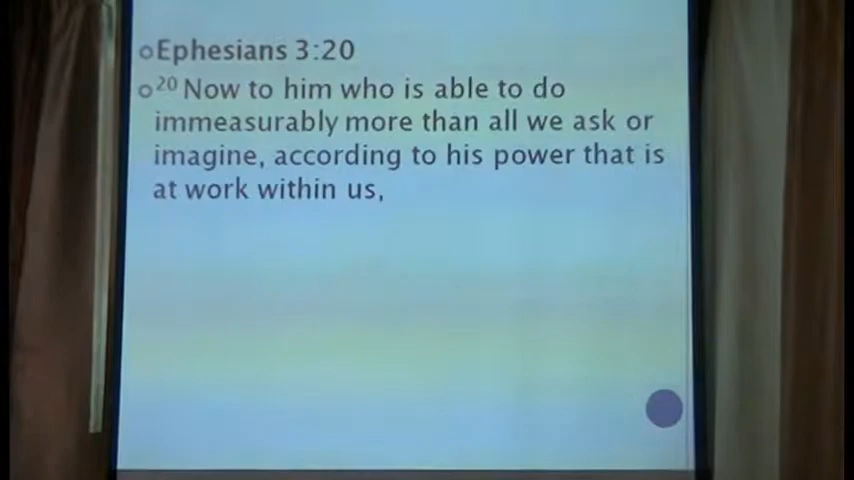 Ephesians 3:20
20 Now to him who is able to do
immeasurably more than all we ask or
imagine, according to his power that is
at work within us,